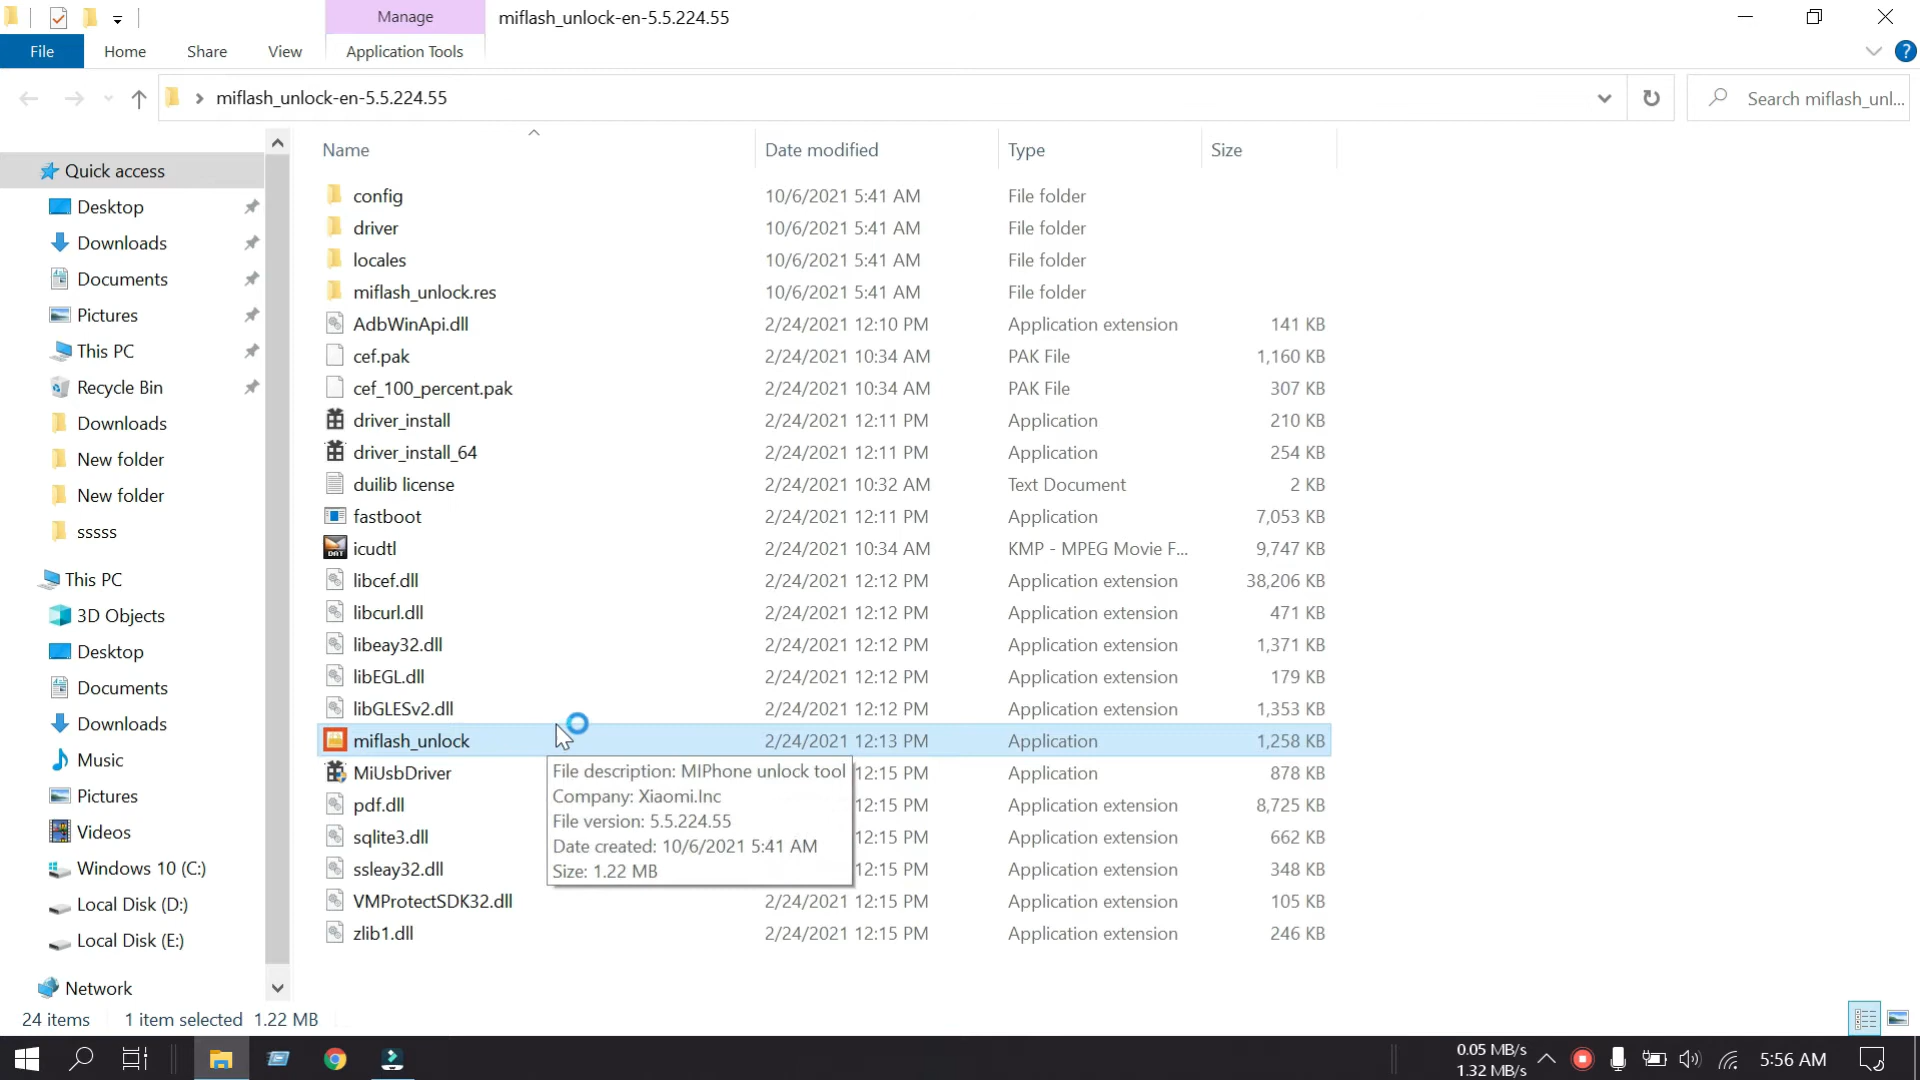 Manage
miflash_unlock-en-5.5.224.55
File
Home
Share
View
Application Tools
?
miflash_unlock-en-5.5.224.55
Search miflash_unl...
Name
Date modified
Type
Size
Quick access
Desktop
Downloads
Documents
Pictures
This PC
Recycle Bin
Downloads
New folder
New folder
sssss
This PC
3D Objects
Desktop
Documents
Downloads
Music
Pictures
Videos
Windows 10 (C:)
Local Disk (D:)
Local Disk (E:)
Network
config 10/6/2021 5:41 AM File folder
driver 10/6/2021 5:41 AM File folder
locales 10/6/2021 5:41 AM File folder
miflash_unlock.res 10/6/2021 5:41 AM File folder
AdbWinApi.dll 2/24/2021 12:10 PM Application extension 141 KB
cef.pak 2/24/2021 10:34 AM PAK File 1,160 KB
cef_100_percent.pak 2/24/2021 10:34 AM PAK File 307 KB
driver_install 2/24/2021 12:11 PM Application 210 KB
driver_install_64 2/24/2021 12:11 PM Application 254 KB
duilib license 2/24/2021 10:32 AM Text Document 2 KB
fastboot 2/24/2021 12:11 PM Application 7,053 KB
DAT icudtl 2/24/2021 10:34 AM KMP - MPEG Movie F... 9,747 KB
libcef.dll 2/24/2021 12:12 PM Application extension 38,206 KB
libcurl.dll 2/24/2021 12:12 PM Application extension 471 KB
libeay32.dll 2/24/2021 12:12 PM Application extension 1,371 KB
libEGL.dll 2/24/2021 12:12 PM Application extension 179 KB
libGLESv2.dll 2/24/2021 12:12 PM Application extension 1,353 KB
miflash_unlock 2/24/2021 12:13 PM Application 1,258 KB
MiUsbDriver 12:15 PM Application 878 KB
pdf.dll 12:15 PM Application extension 8,725 KB
sqlite3.dll 12:15 PM Application extension 662 KB
ssleay32.dll 12:15 PM Application extension 348 KB
VMProtectSDK32.dll 2/24/2021 12:15 PM Application extension 105 KB
zlib1.dll 2/24/2021 12:15 PM Application extension 246 KB
File description: MIPhone unlock tool
Company: Xiaomi.Inc
File version: 5.5.224.55
Date created: 10/6/2021 5:41 AM
Size: 1.22 MB
24 items 1 item selected 1.22 MB
0.05 MB/s
1.32 MB/s
5:56 AM